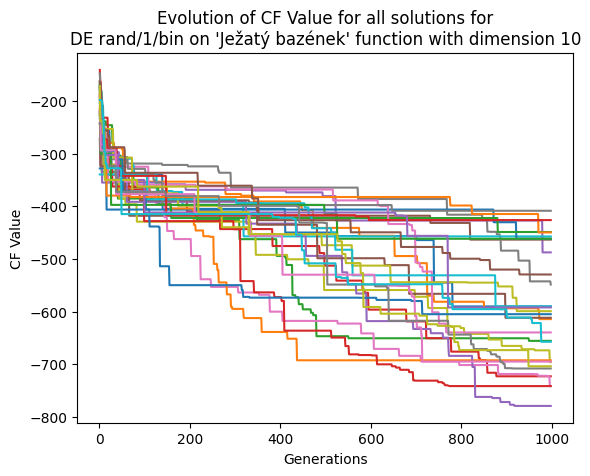 Evolution of CF Value for all solutions for
DE rand/1/bin on 'Ježatý bazének' function with dimension 10
CF Value
−200
−300
−400
−500
−600
−700
−800
0 200 400 600 800 1000
Generations